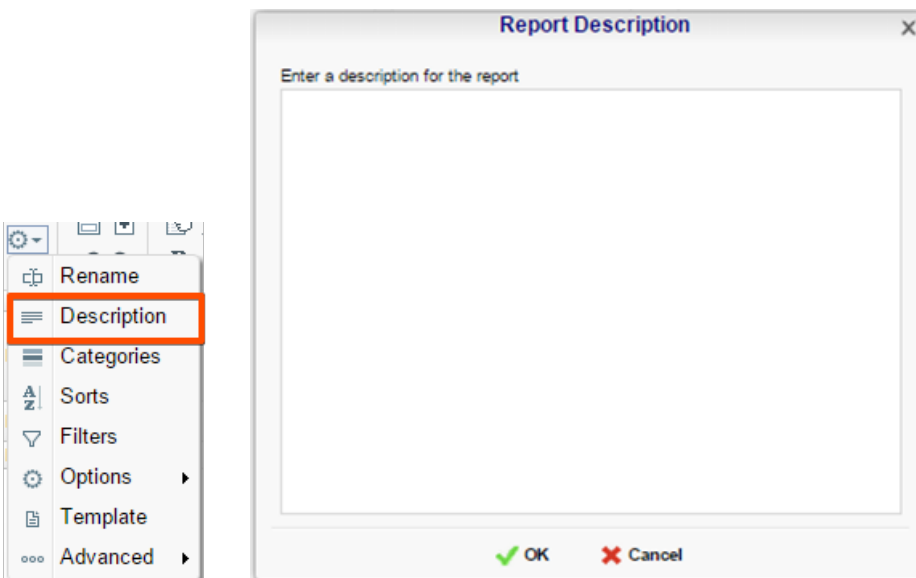 Report Description
Enter a description for the report
OK
Cancel
Rename
Description
Categories
Sorts
Filters
Options
Template
Advanced